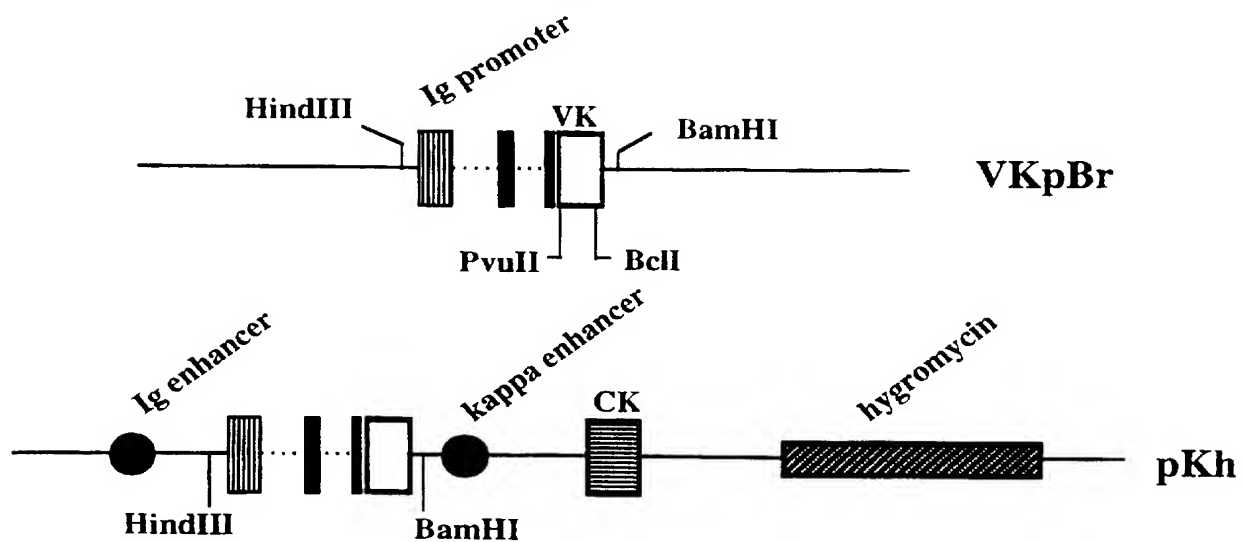 Ig promoter
HindIII
VK
BamHI
VKpBr
PvuII
BclI
Ig enhancer
kappa enhancer
CK
hygromycin
pKh
HindIII
BamHI